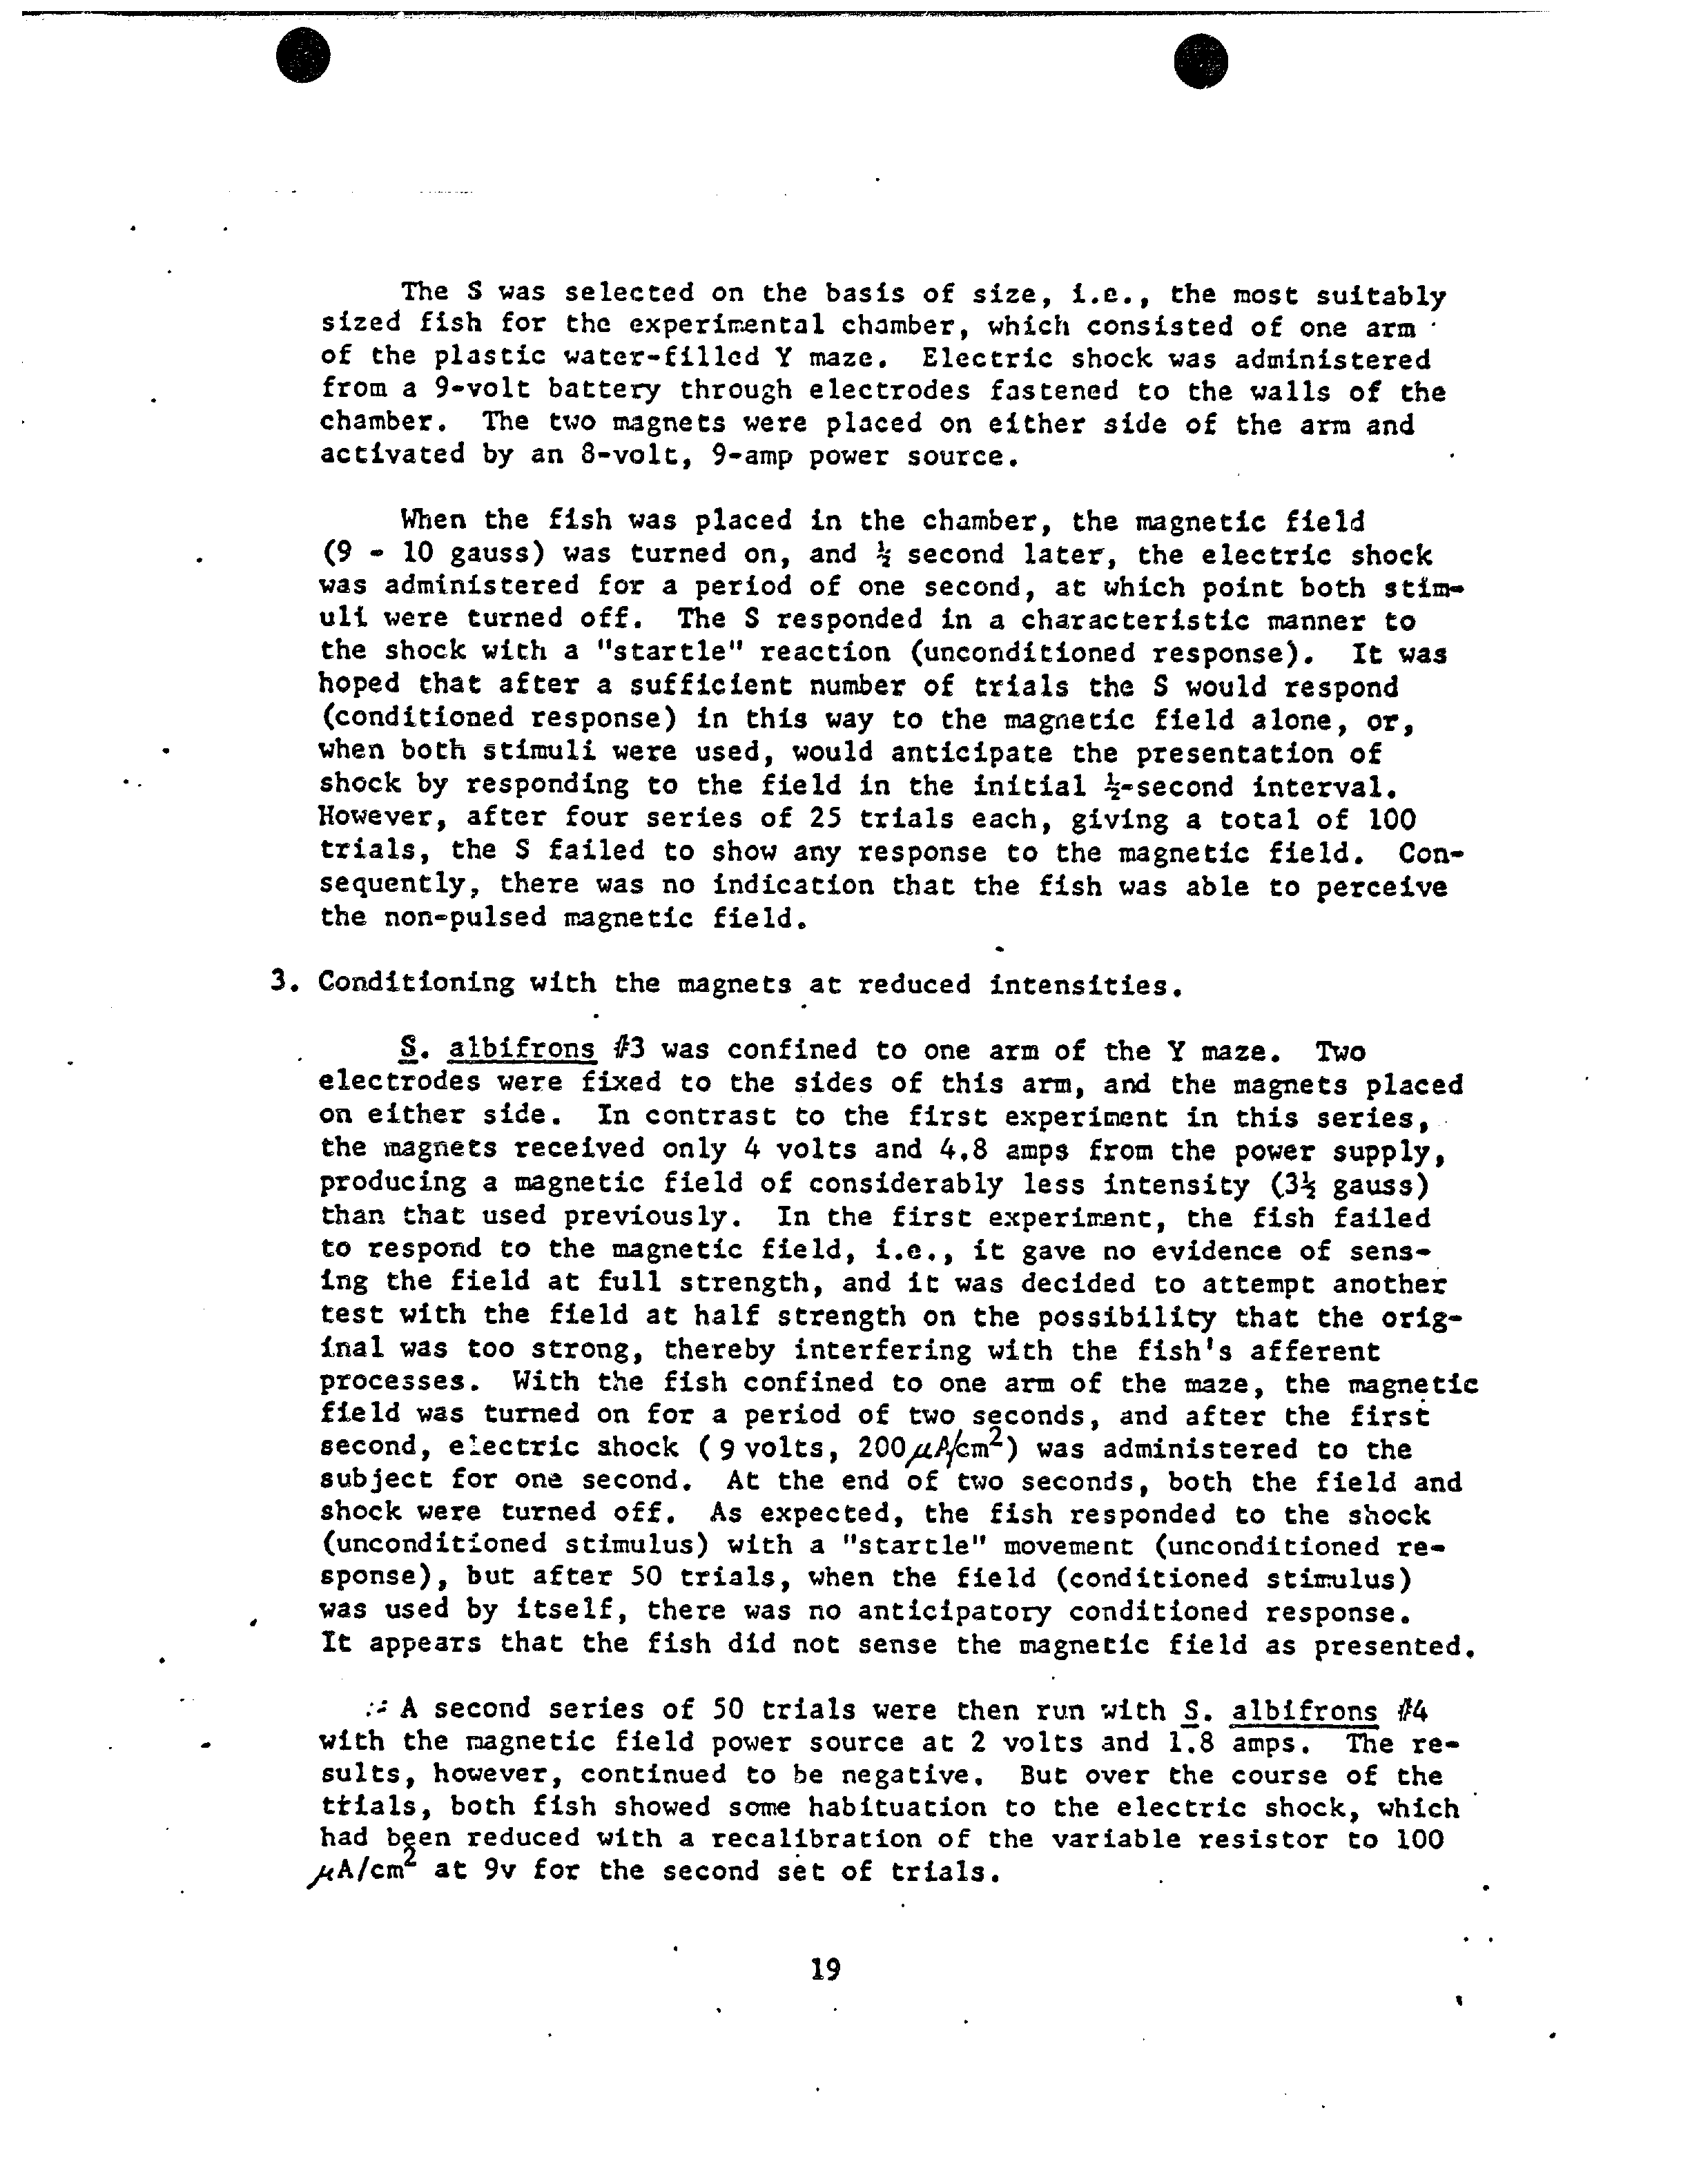 The S was selected on the basis of size, i.e., the most suitably
sized fish for the experimental chamber, which consisted of one arm
of the plastic water-filled Y maze. Electric shock was administered
from a 9-volt battery through electrodes fastened to the walls of the
chamber. The two magnets were placed on either side of the arm and
activated by an 8-volt, 9-amp power source.
When the fish was placed in the chamber, the magnetic field
(9 - 10 gauss) was turned on, and ½ second later, the electric shock
was administered for a period of one second, at which point both stim-
uli were turned off. The S responded in a characteristic manner to
the shock with a "startle" reaction (unconditioned response). It was
hoped that after a sufficient number of trials the S would respond
(conditioned response) in this way to the magnetic field alone, or,
when both stimuli were used, would anticipate the presentation of
shock by responding to the field in the initial ½-second interval.
However, after four series of 25 trials each, giving a total of 100
trials, the S failed to show any response to the magnetic field. Con-
sequently, there was no indication that the fish was able to perceive
the non-pulsed magnetic field.
3. Conditioning with the magnets at reduced intensities.
S. albifrons #3 was confined to one arm of the Y maze. Two
electrodes were fixed to the sides of this arm, and the magnets placed
on either side. In contrast to the first experiment in this series,
the magnets received only 4 volts and 4.8 amps from the power supply,
producing a magnetic field of considerably less intensity (3½ gauss)
than that used previously. In the first experiment, the fish failed
to respond to the magnetic field, i.e., it gave no evidence of sens-
ing the field at full strength, and it was decided to attempt another
test with the field at half strength on the possibility that the orig-
inal was too strong, thereby interfering with the fish's afferent
processes. With the fish confined to one arm of the maze, the magnetic
field was turned on for a period of two seconds, and after the first
second, electric shock (9 volts, 200 μA/cm²) was administered to the
subject for one second. At the end of two seconds, both the field and
shock were turned off. As expected, the fish responded to the shock
(unconditioned stimulus) with a "startle" movement (unconditioned re-
sponse), but after 50 trials, when the field (conditioned stimulus)
was used by itself, there was no anticipatory conditioned response.
It appears that the fish did not sense the magnetic field as presented.
A second series of 50 trials were then run with S. albifrons #4
with the magnetic field power source at 2 volts and 1.8 amps. The re-
sults, however, continued to be negative. But over the course of the
trials, both fish showed some habituation to the electric shock, which
had been reduced with a recalibration of the variable resistor to 100
μA/cm² at 9v for the second set of trials.
19